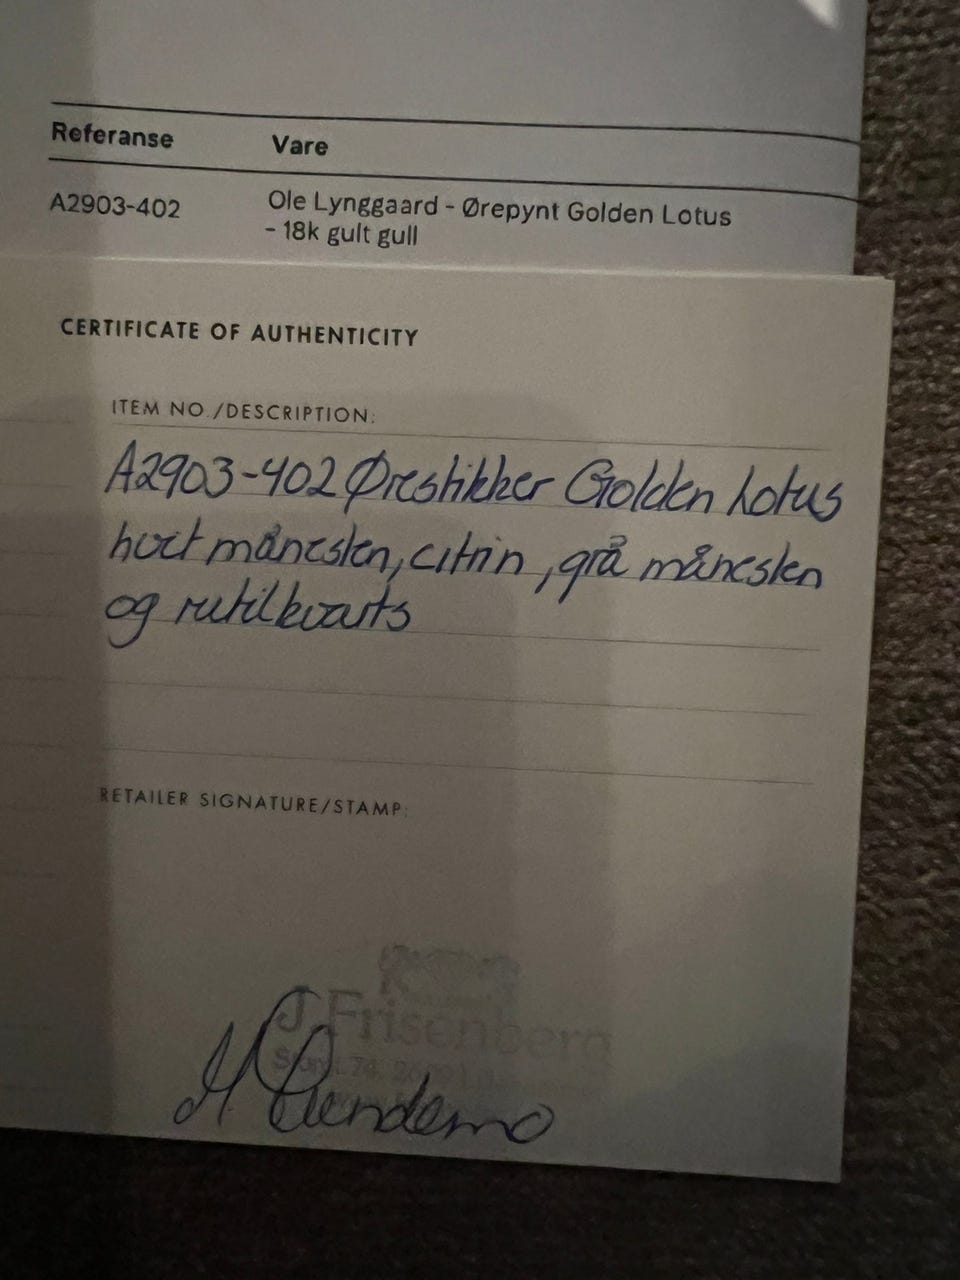 Referanse Vare
A2903-402 Ole Lynggaard - Ørepynt Golden Lotus
- 18k gult gull
CERTIFICATE OF AUTHENTICITY
ITEM NO./DESCRIPTION:
A2903-402 Ørestikker Golden Lotus
hvit månesten, citrin, grå månesten
og rutilkvarts
RETAILER SIGNATURE/STAMP:
J. Frisenberg